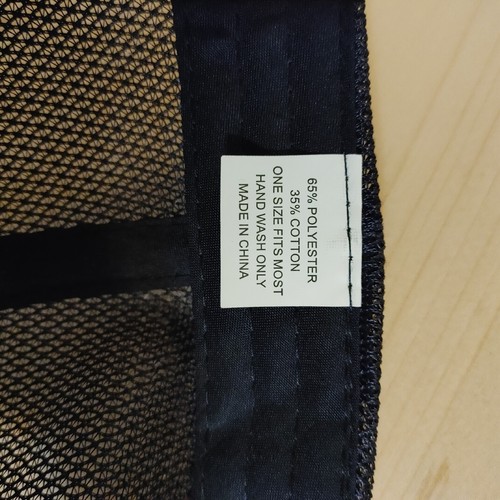 65% POLYESTER
35% COTTON
ONE SIZE FITS MOST
HAND WASH ONLY
MADE IN CHINA